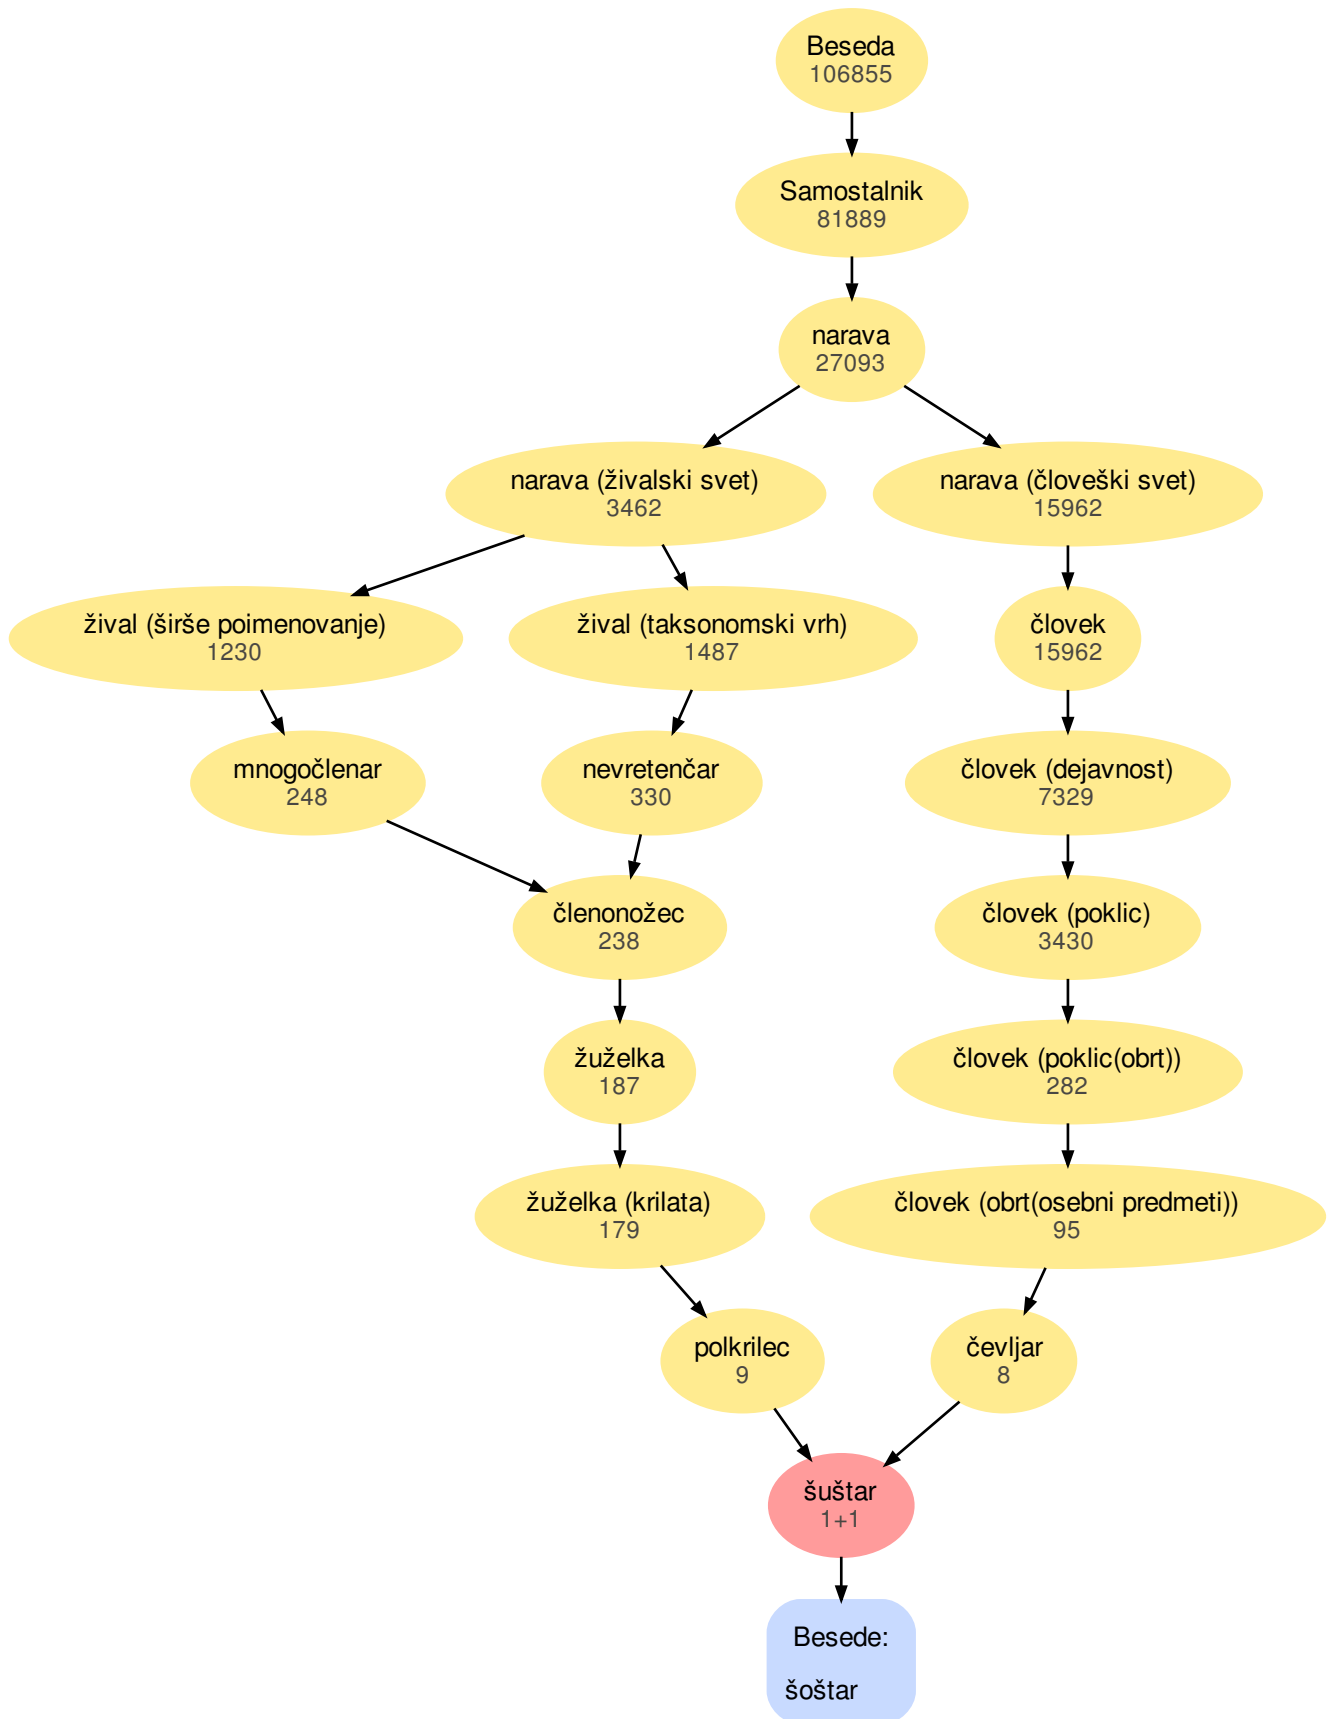 Beseda
106855
Samostalnik
81889
narava
27093
narava (živalski svet)
3462
narava (človeški svet)
15962
žival (širše poimenovanje)
1230
žival (taksonomski vrh)
1487
človek
15962
mnogočlenar
248
nevretenčar
330
človek (dejavnost)
7329
členonožec
238
človek (poklic)
3430
žuželka
187
človek (poklic(obrt))
282
žuželka (krilata)
179
človek (obrt(osebni predmeti))
95
polkrilec
9
čevljar
8
šuštar
1+1
Besede:
šoštar